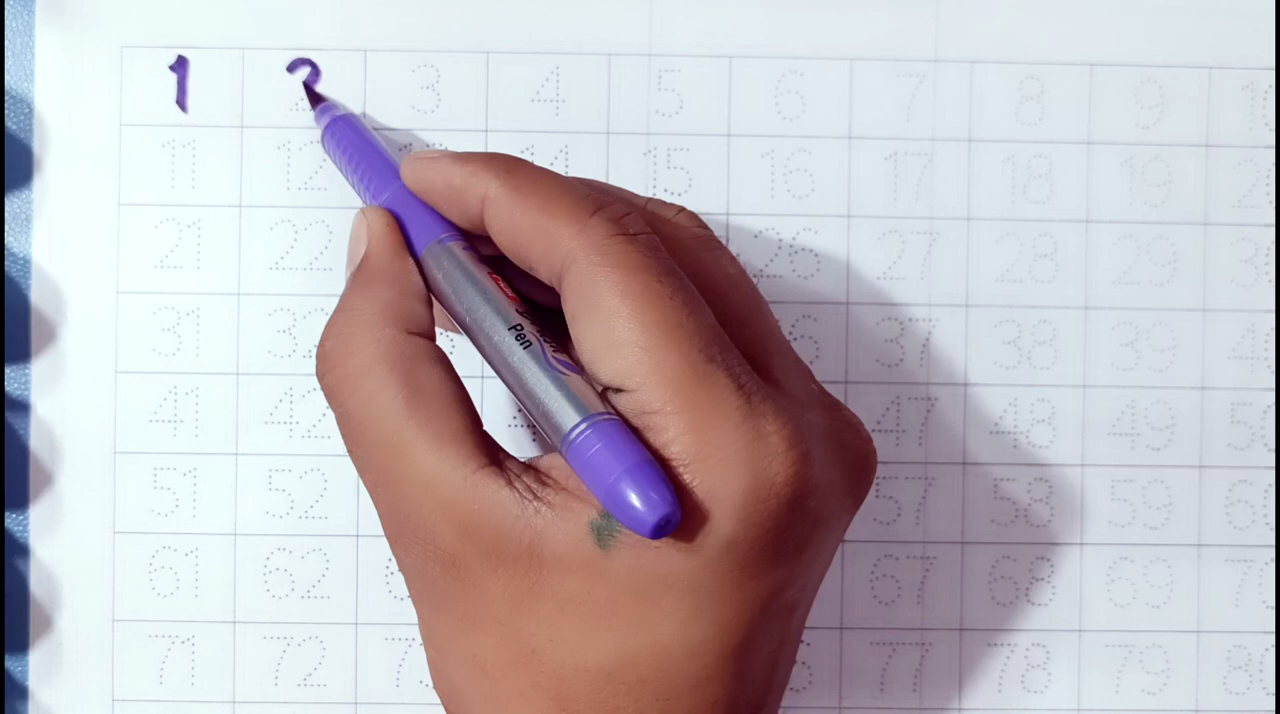 1 2 3 4 5 6 7 8 9 10
11 12 14 15 16 17 18 19
21 22 26 27 28 29
31 37 38 39
41 42 47 48 49
51 52 57 58 59
61 62 67 68 69
71 72 77 78 79
Pen